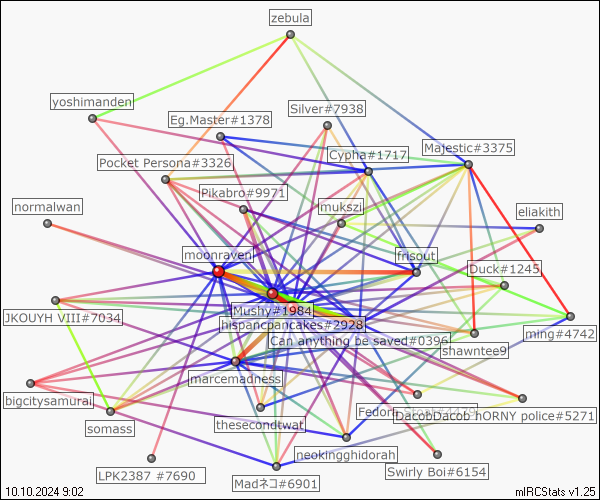 zebula
yoshimanden
Silver#7938
Eg.Master#1378
Majestic#3375
Cypha#1717
Pocket Persona#3326
Pikabro#9971
normalwan
mukszii
eliakith
moonraven
frisout
Duck#1245
Mushy#1984
JKOUYH VIII#7034
hispancpancakes#2928
ming#4742
Can anything be saved#0396
shawntee9
marcemadness
bigcitysamurai
DacobDacob hORNY police#5271
somass
thesecondtwat
neokingghidorah
LPK2387 #7690
Swirly Boi#6154
Madネコ#6901
10.10.2024 9:02
mIRCStats v1.25